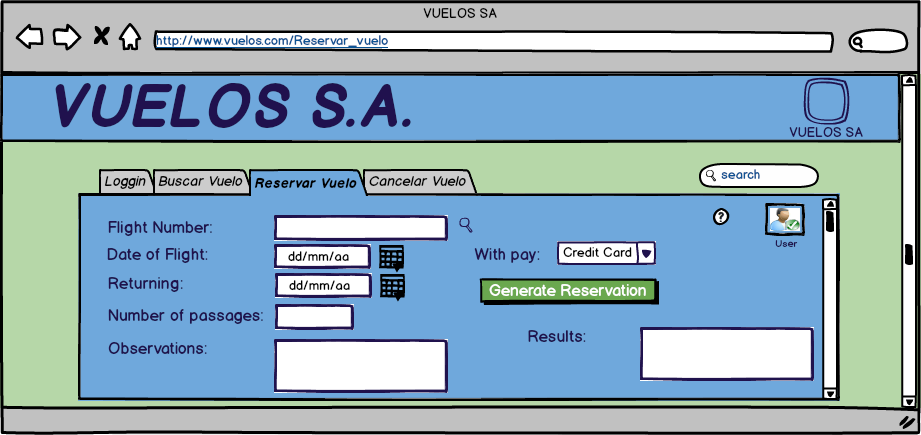 VUELOS SA
http://www.vuelos.com/Reservar_vuelo
VUELOS S.A.
VUELOS SA
Loggin
Buscar Vuelo
Reservar Vuelo
Cancelar Vuelo
search
Flight Number:
?
User
Date of Flight:
dd/mm/aa
With pay:
Credit Card
Returning:
dd/mm/aa
Generate Reservation
Number of passages:
Results:
Observations: